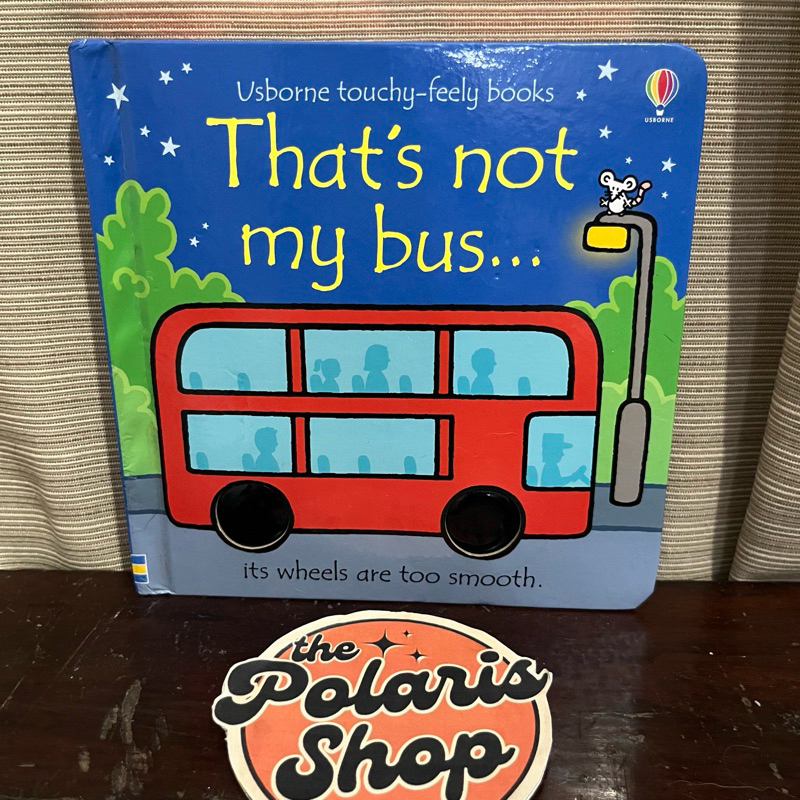 Usborne touchy-feely books
USBORNE
That's not
my bus...
its wheels are too smooth.
the
Polaris
Shop